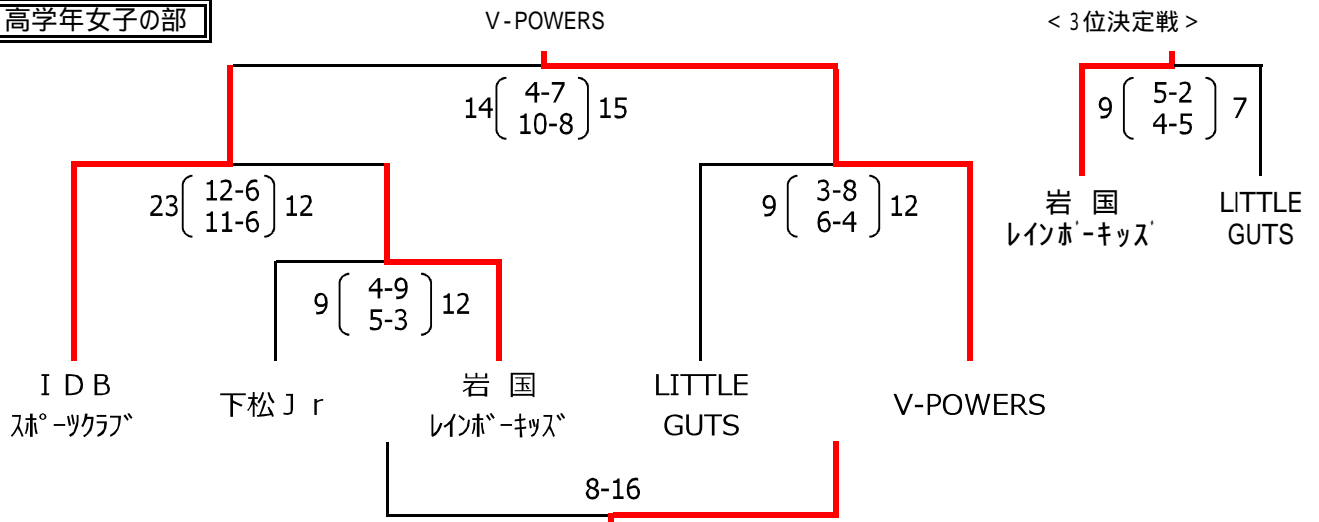 高学年女子の部
V-POWERS
<3位決定戦>
14 4-7 15
10-8
9 5-2 7
4-5
23 12-6 12
11-6
9 3-8 12
6-4
岩 国
ﾚｲﾝﾎﾞｰｷｯｽﾞ
LITTLE
GUTS
9 4-9 12
5-3
ＩＤＢ
ｽﾎﾟｰﾂｸﾗﾌﾞ
下松Ｊｒ
岩 国
ﾚｲﾝﾎﾞｰｷｯｽﾞ
LITTLE
GUTS
V-POWERS
8-16